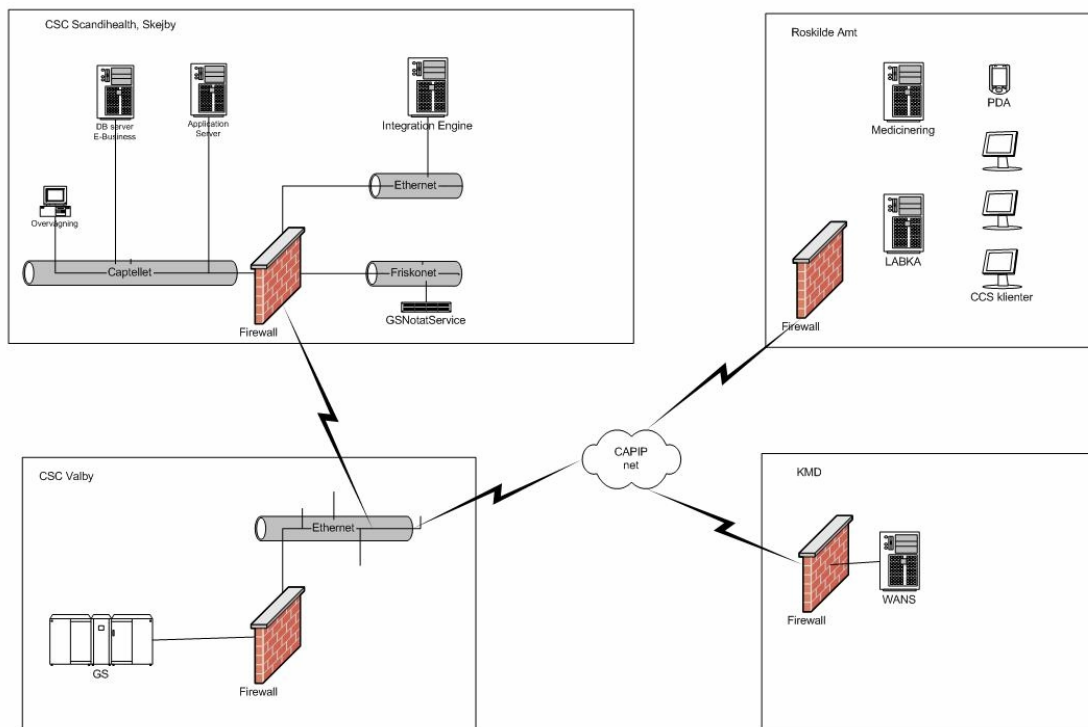 CSC Scandihealth, Skejby
DB server
E-Business
Application
Server
Integration Engine
Ethernet
Overvågning
Captellet
Friskonet
GSNotatService
Firewall
Roskilde Amt
Medicinering
PDA
LABKA
CCS klienter
Firewall
CAPIP
net
CSC Valby
Ethernet
GS
Firewall
KMD
WANS
Firewall